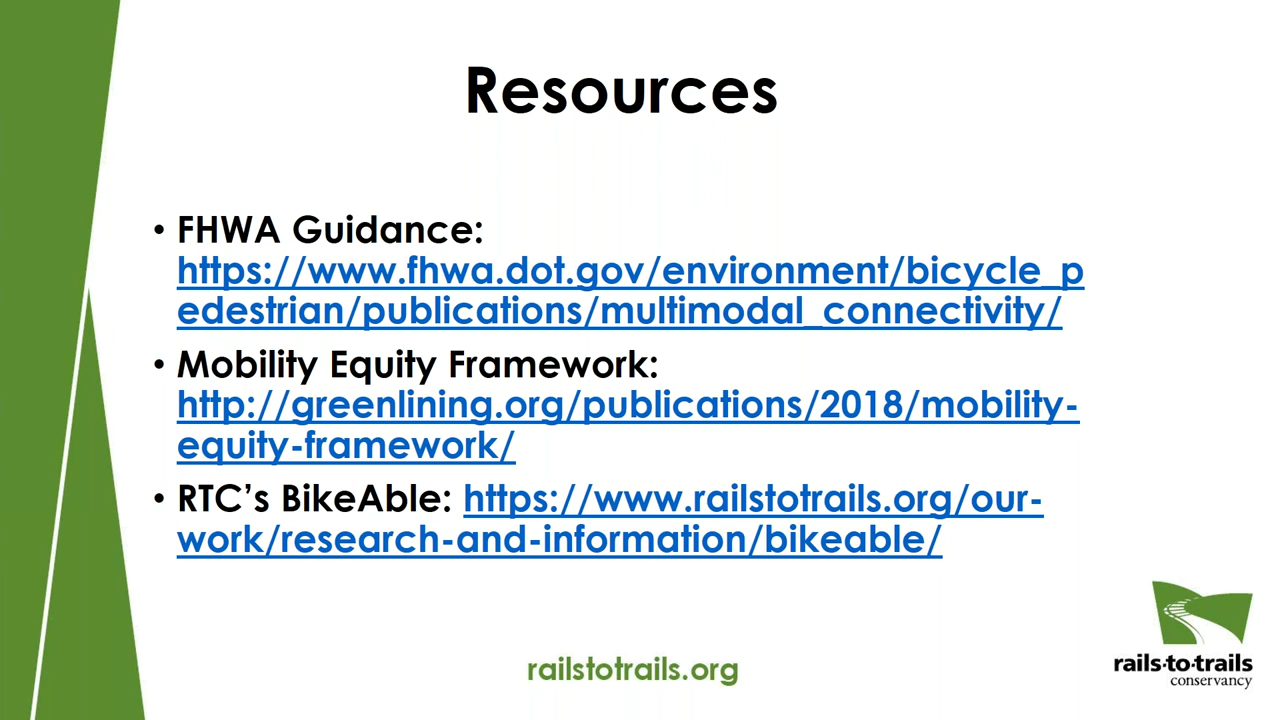 Resources
• FHWA Guidance:
https://www.fhwa.dot.gov/environment/bicycle_p
edestrian/publications/multimodal_connectivity/
• Mobility Equity Framework:
http://greenlining.org/publications/2018/mobility-
equity-framework/
• RTC’s BikeAble: https://www.railstotrails.org/our-
work/research-and-information/bikeable/
railstotrails.org
rails·to·trails
conservancy